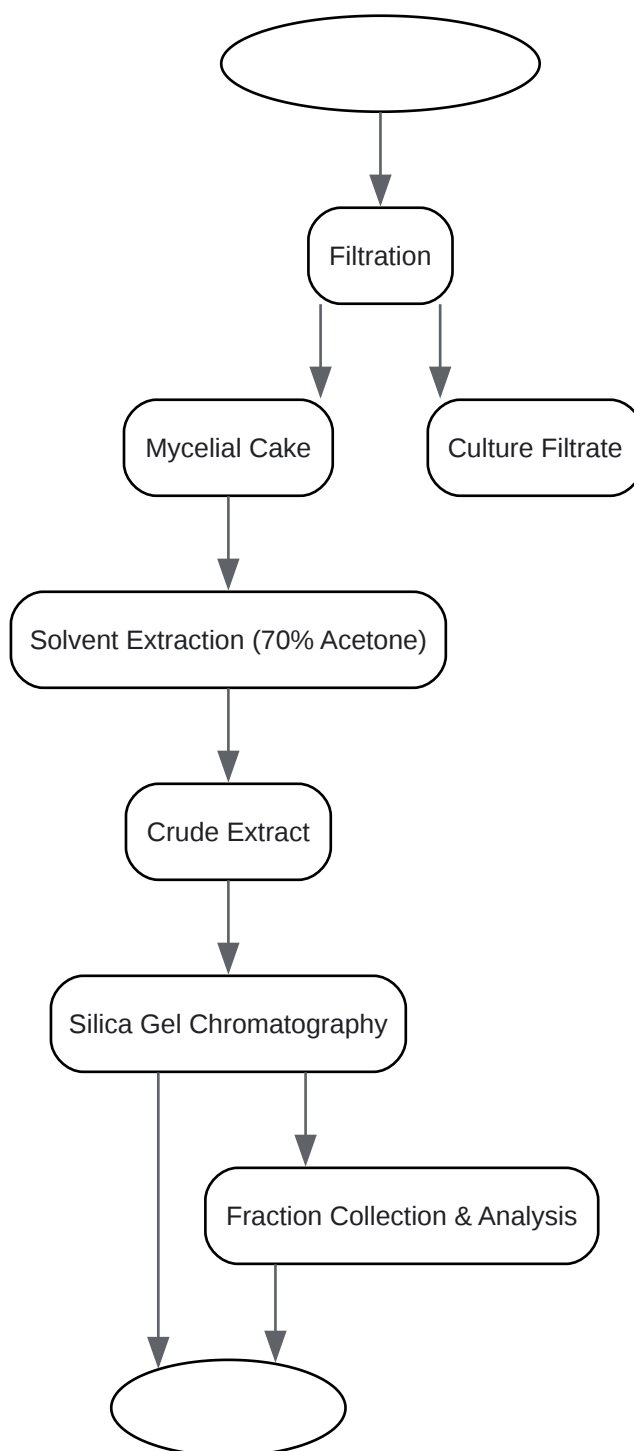 Filtration
Mycelial Cake
Culture Filtrate
Solvent Extraction (70% Acetone)
Crude Extract
Silica Gel Chromatography
Fraction Collection & Analysis